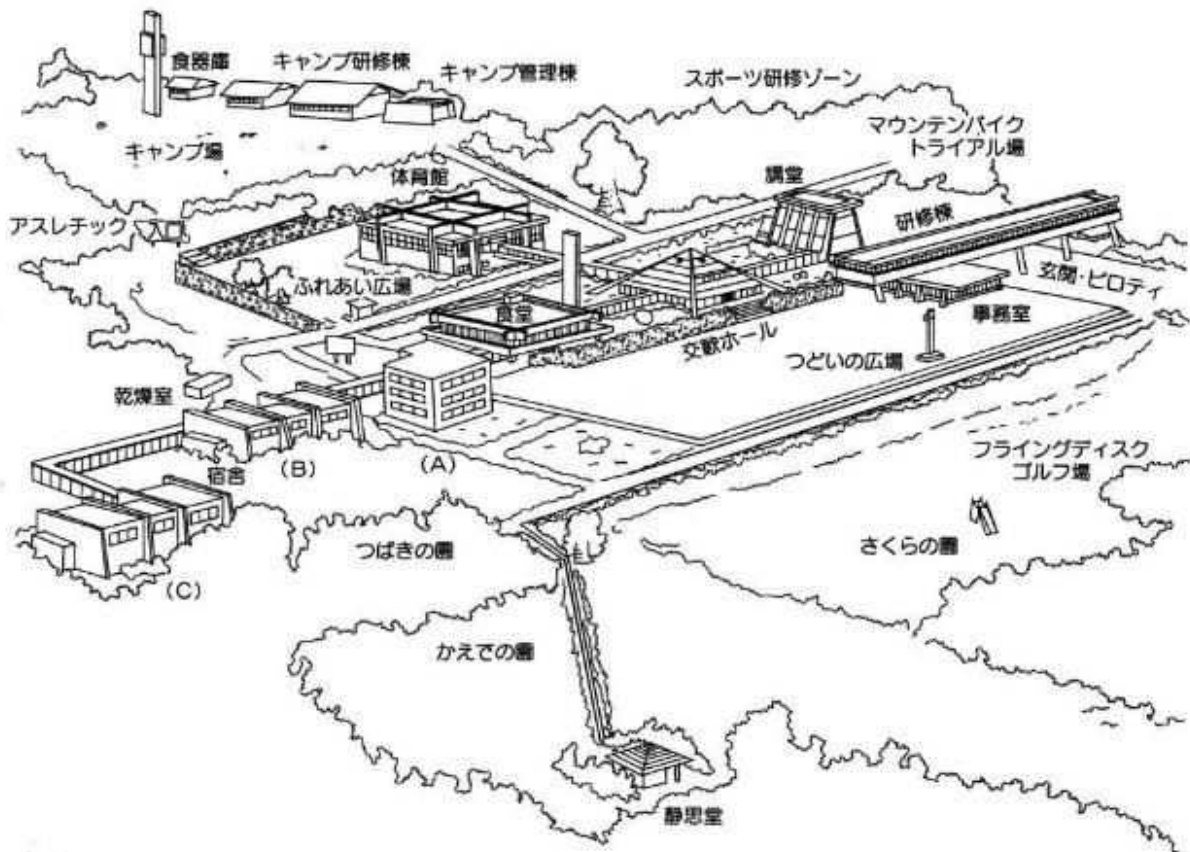 食器庫
キャンプ研修棟
キャンプ管理棟
スポーツ研修ゾーン
マウンテンバイク
トライアル場
キャンプ場
体育館
講堂
アスレチック
入口
研修棟
ふれあい広場
玄関・ピロティ
食堂
事務室
交歓ホール
つどいの広場
乾燥室
宿舎
(B)
(A)
フライングディスク
ゴルフ場
つばきの園
さくらの園
(C)
かえでの園
静思堂